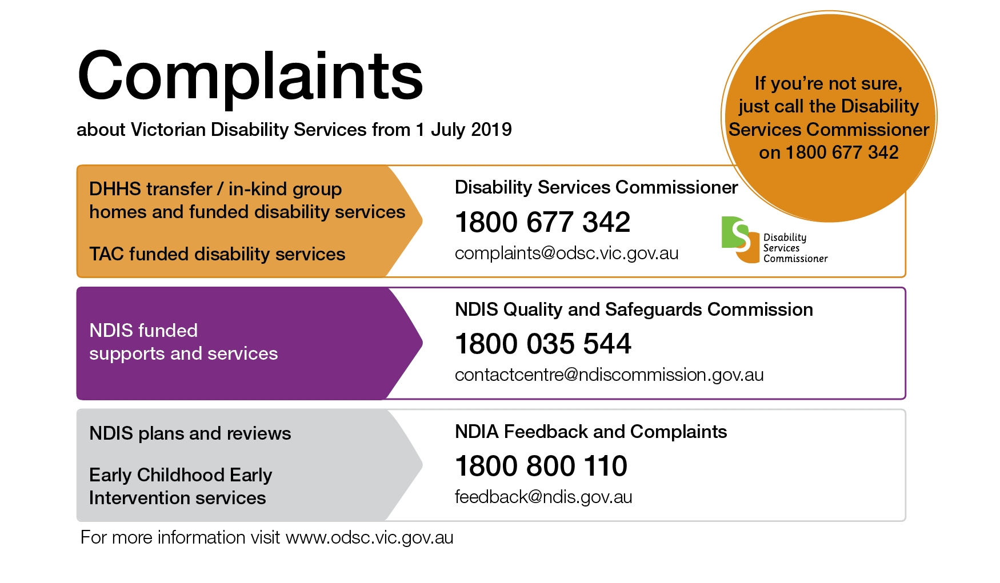 Complaints
about Victorian Disability Services from 1 July 2019
If you're not sure,
just call the Disability
Services Commissioner
on 1800 677 342
DHHS transfer / in-kind group
homes and funded disability services
TAC funded disability services
Disability Services Commissioner
1800 677 342
complaints@odsc.vic.gov.au
DS
Disability
Services
Commissioner
NDIS funded
supports and services
NDIS Quality and Safeguards Commission
1800 035 544
contactcentre@ndiscommission.gov.au
NDIS plans and reviews
Early Childhood Early
Intervention services
NDIA Feedback and Complaints
1800 800 110
feedback@ndis.gov.au
For more information visit www.odsc.vic.gov.au